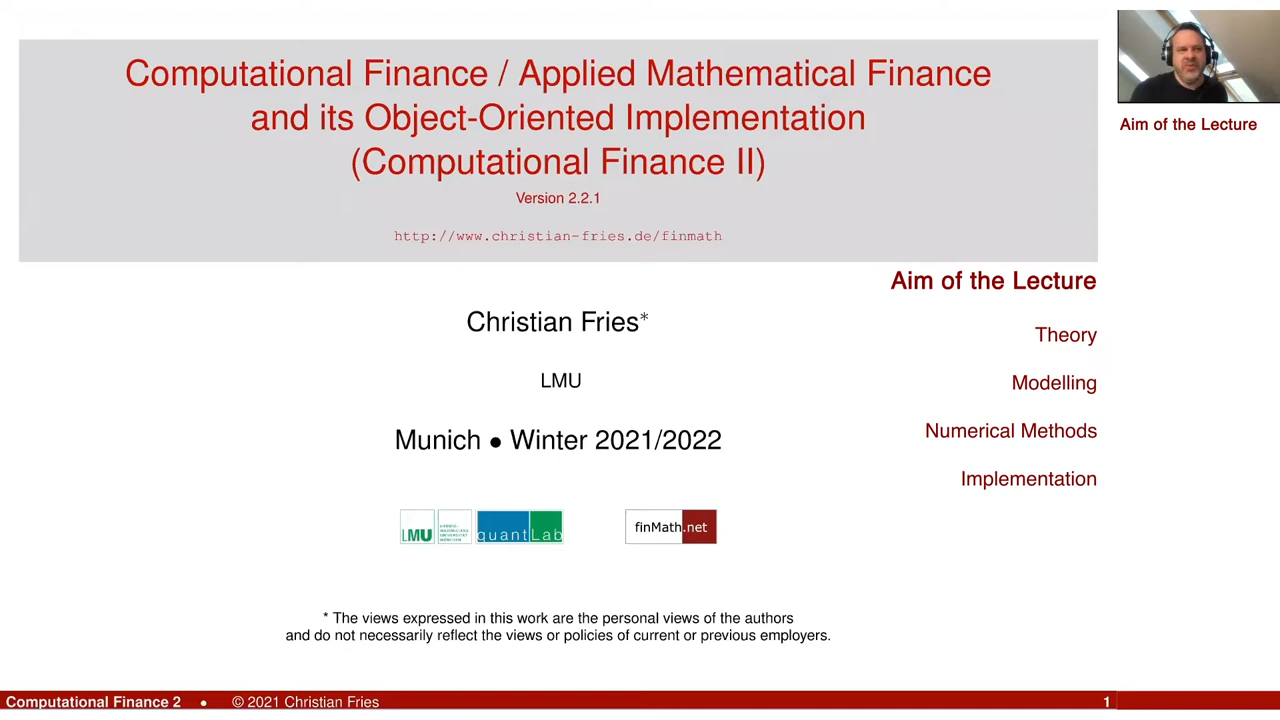 Computational Finance / Applied Mathematical Finance
and its Object-Oriented Implementation
(Computational Finance II)
Version 2.2.1
http://www.christian-fries.de/finmath
Aim of the Lecture
Aim of the Lecture
Christian Fries*
Theory
LMU
Modelling
Munich • Winter 2021/2022
Numerical Methods
Implementation
LMU
quantLab
finMath.net
* The views expressed in this work are the personal views of the authors
and do not necessarily reflect the views or policies of current or previous employers.
Computational Finance 2 • © 2021 Christian Fries 1